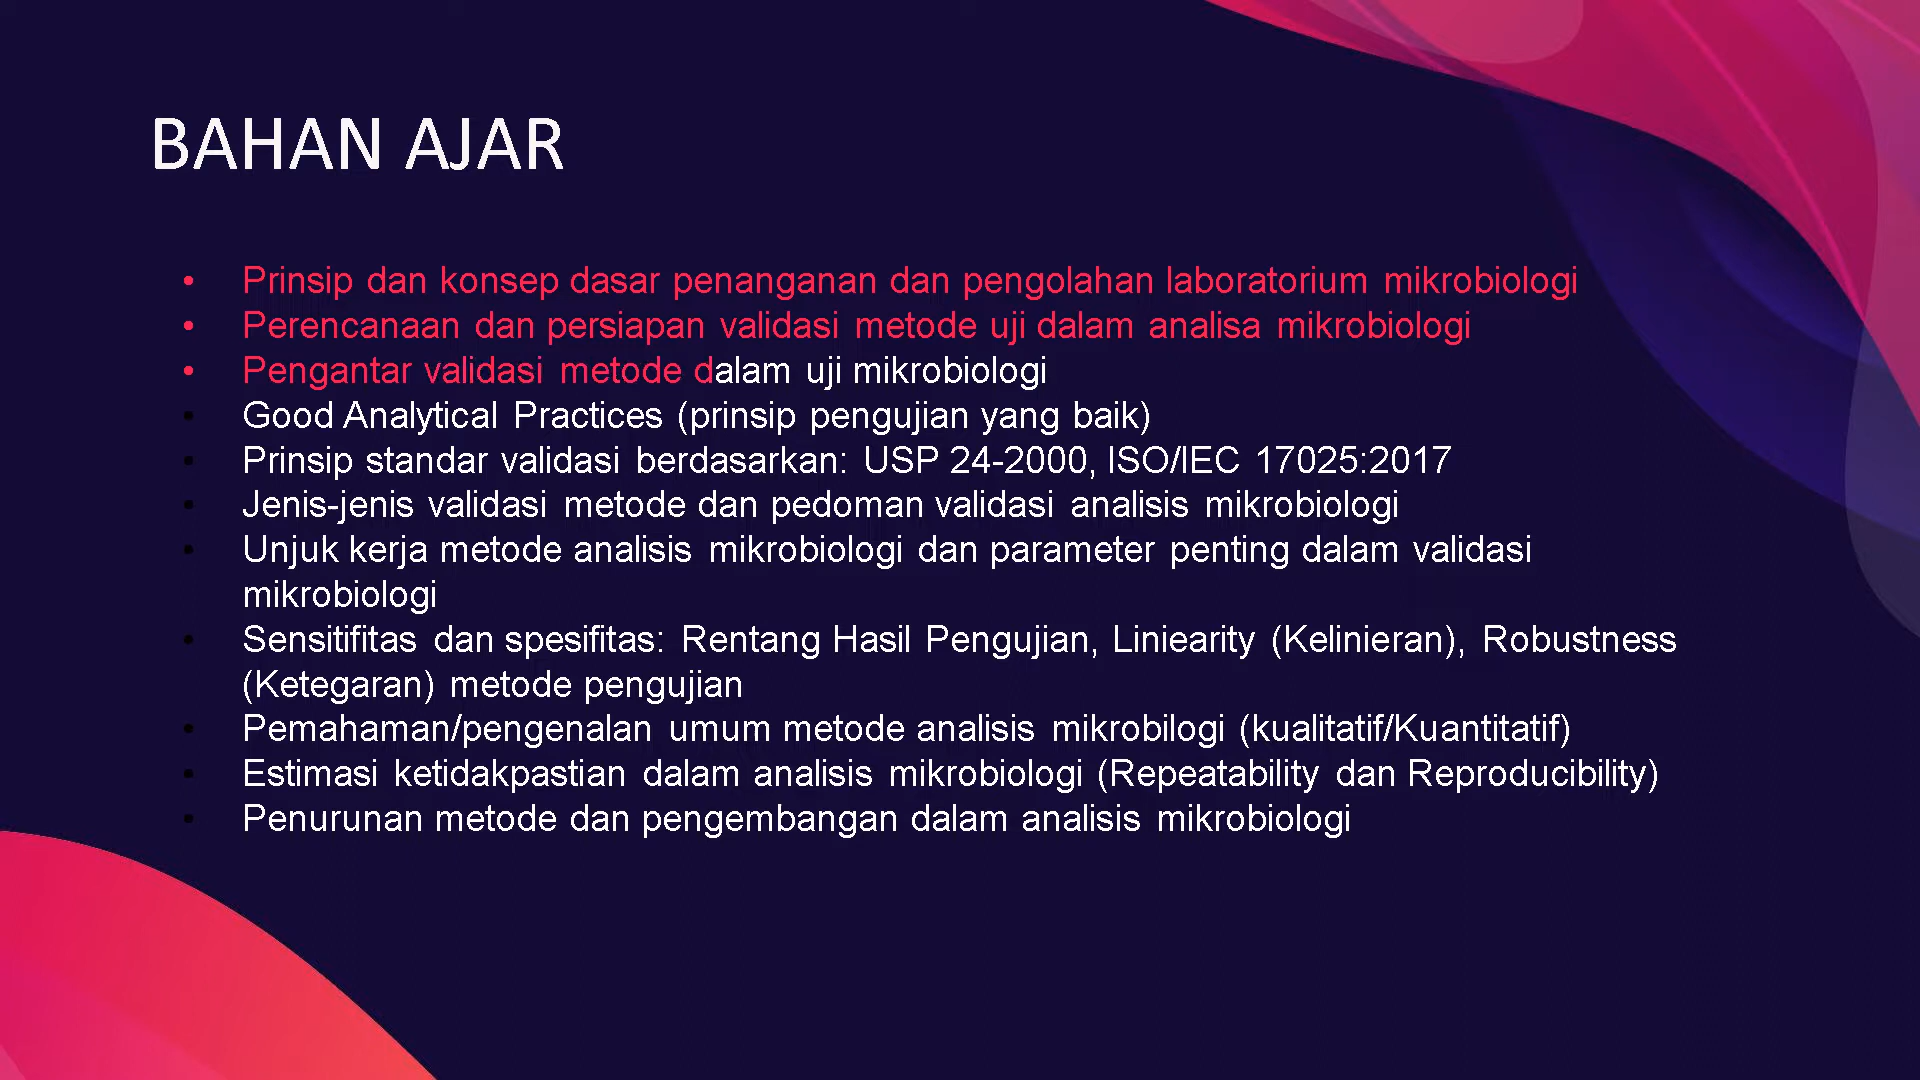 BAHAN AJAR
• Prinsip dan konsep dasar penanganan dan pengolahan laboratorium mikrobiologi
• Perencanaan dan persiapan validasi metode uji dalam analisa mikrobiologi
• Pengantar validasi metode dalam uji mikrobiologi
• Good Analytical Practices (prinsip pengujian yang baik)
• Prinsip standar validasi berdasarkan: USP 24-2000, ISO/IEC 17025:2017
• Jenis-jenis validasi metode dan pedoman validasi analisis mikrobiologi
• Unjuk kerja metode analisis mikrobiologi dan parameter penting dalam validasi
mikrobiologi
• Sensitifitas dan spesifitas: Rentang Hasil Pengujian, Liniearity (Kelinieran), Robustness
(Ketegaran) metode pengujian
• Pemahaman/pengenalan umum metode analisis mikrobilogi (kualitatif/Kuantitatif)
• Estimasi ketidakpastian dalam analisis mikrobiologi (Repeatability dan Reproducibility)
• Penurunan metode dan pengembangan dalam analisis mikrobiologi